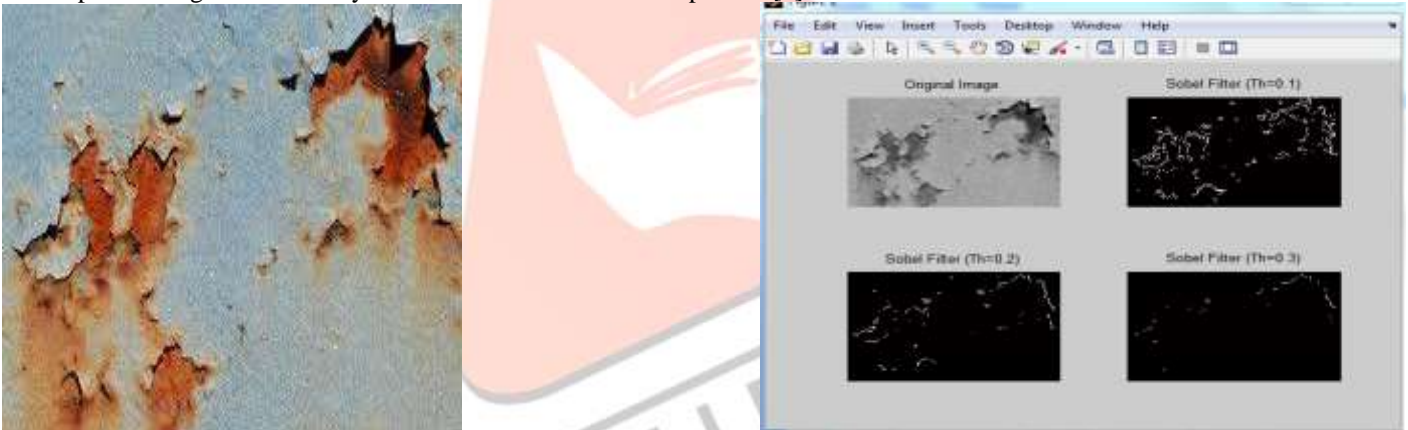 File Edit View Insert Tools Desktop Window Help
Original Image
Sobel Filter (Th=0.1)
Sobel Filter (Th=0.2)
Sobel Filter (Th=0.3)